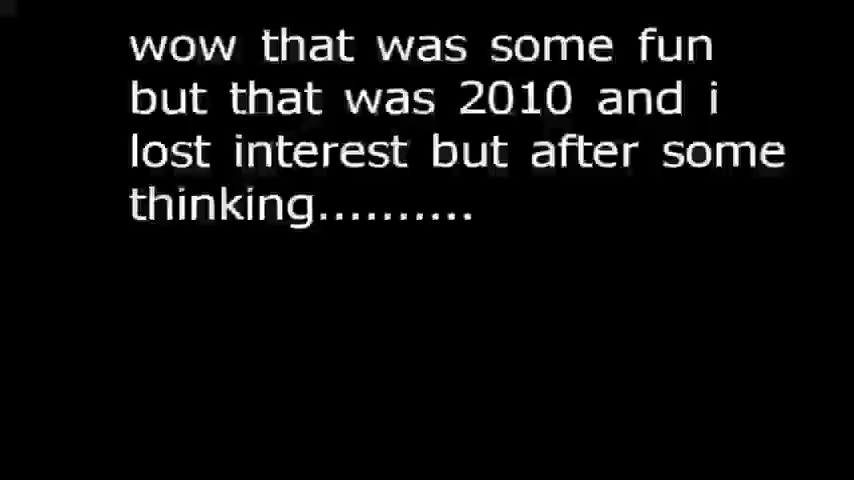 wow that was some fun
but that was 2010 and i
lost interest but after some
thinking..........